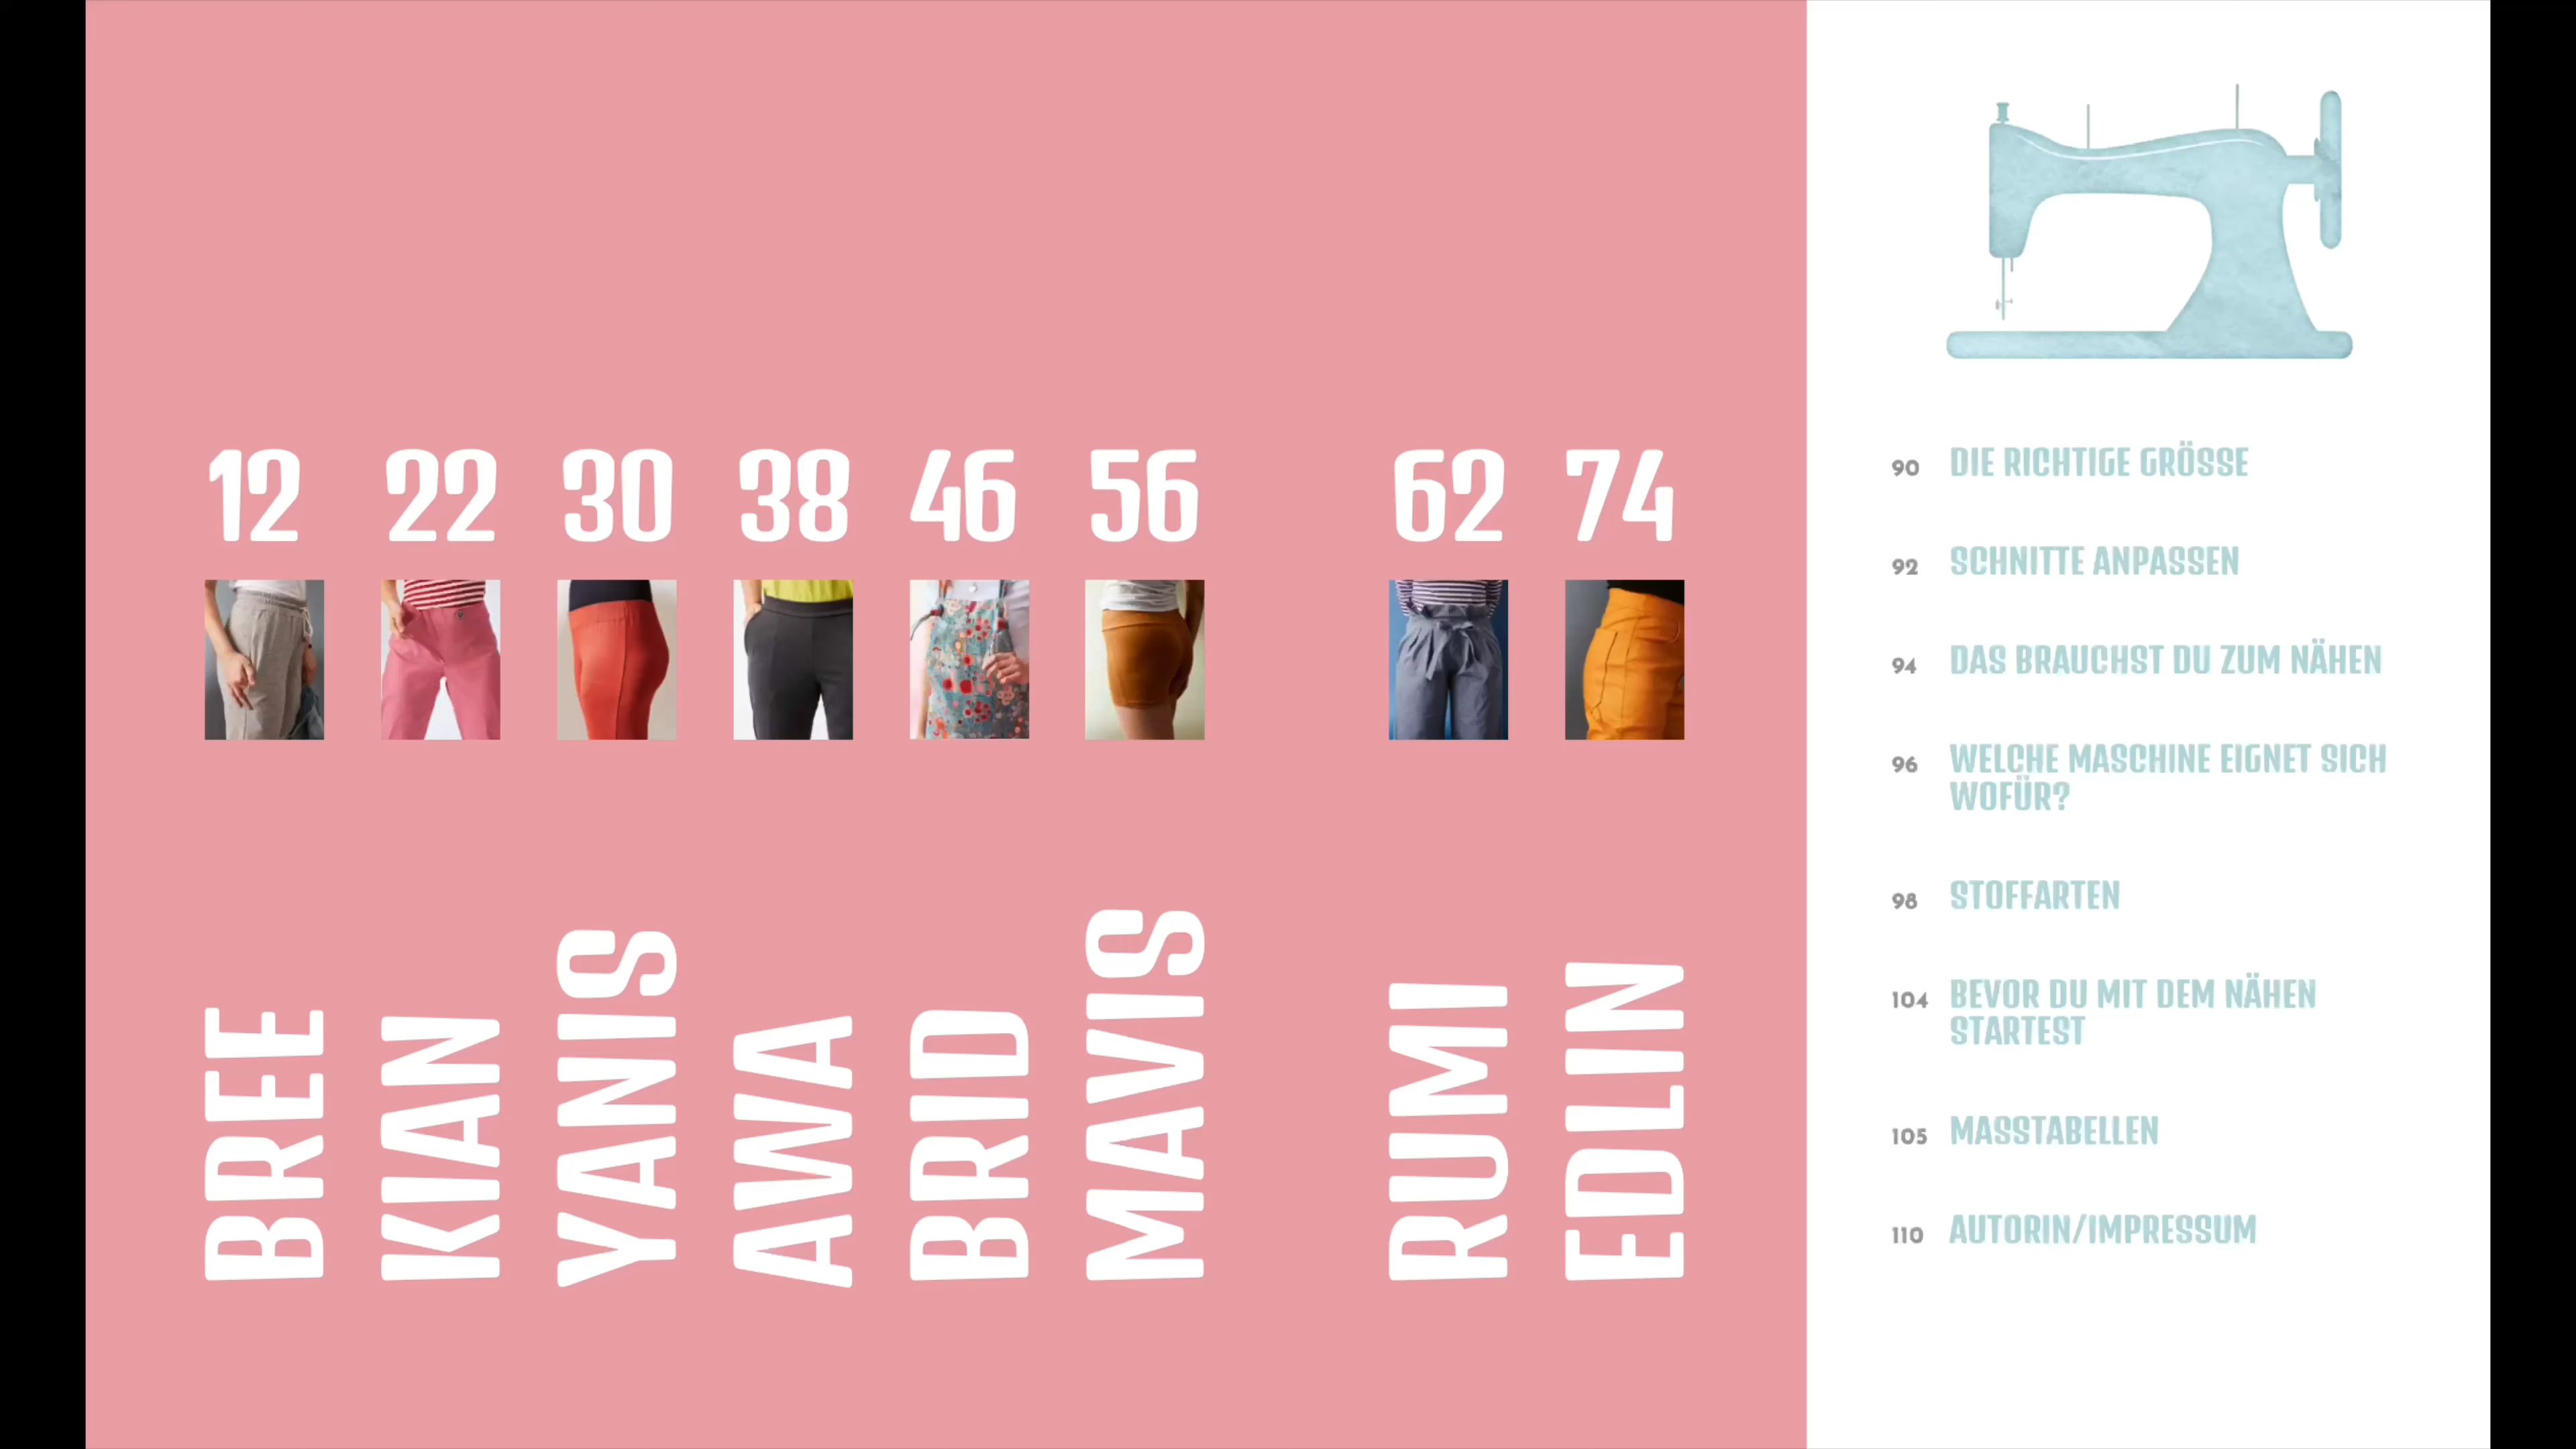 12
22
30
38
46
56
62
74
BREE
KIAN
YANIS
AWA
BRID
MAVIS
RUMI
EDLIN
90 DIE RICHTIGE GRÖSSE
92 SCHNITTE ANPASSEN
94 DAS BRAUCHST DU ZUM NÄHEN
96 WELCHE MASCHINE EIGNET SICH
WOFÜR?
98 STOFFARTEN
104 BEVOR DU MIT DEM NÄHEN
STARTEST
105 MASSTABELLEN
110 AUTORIN/IMPRESSUM